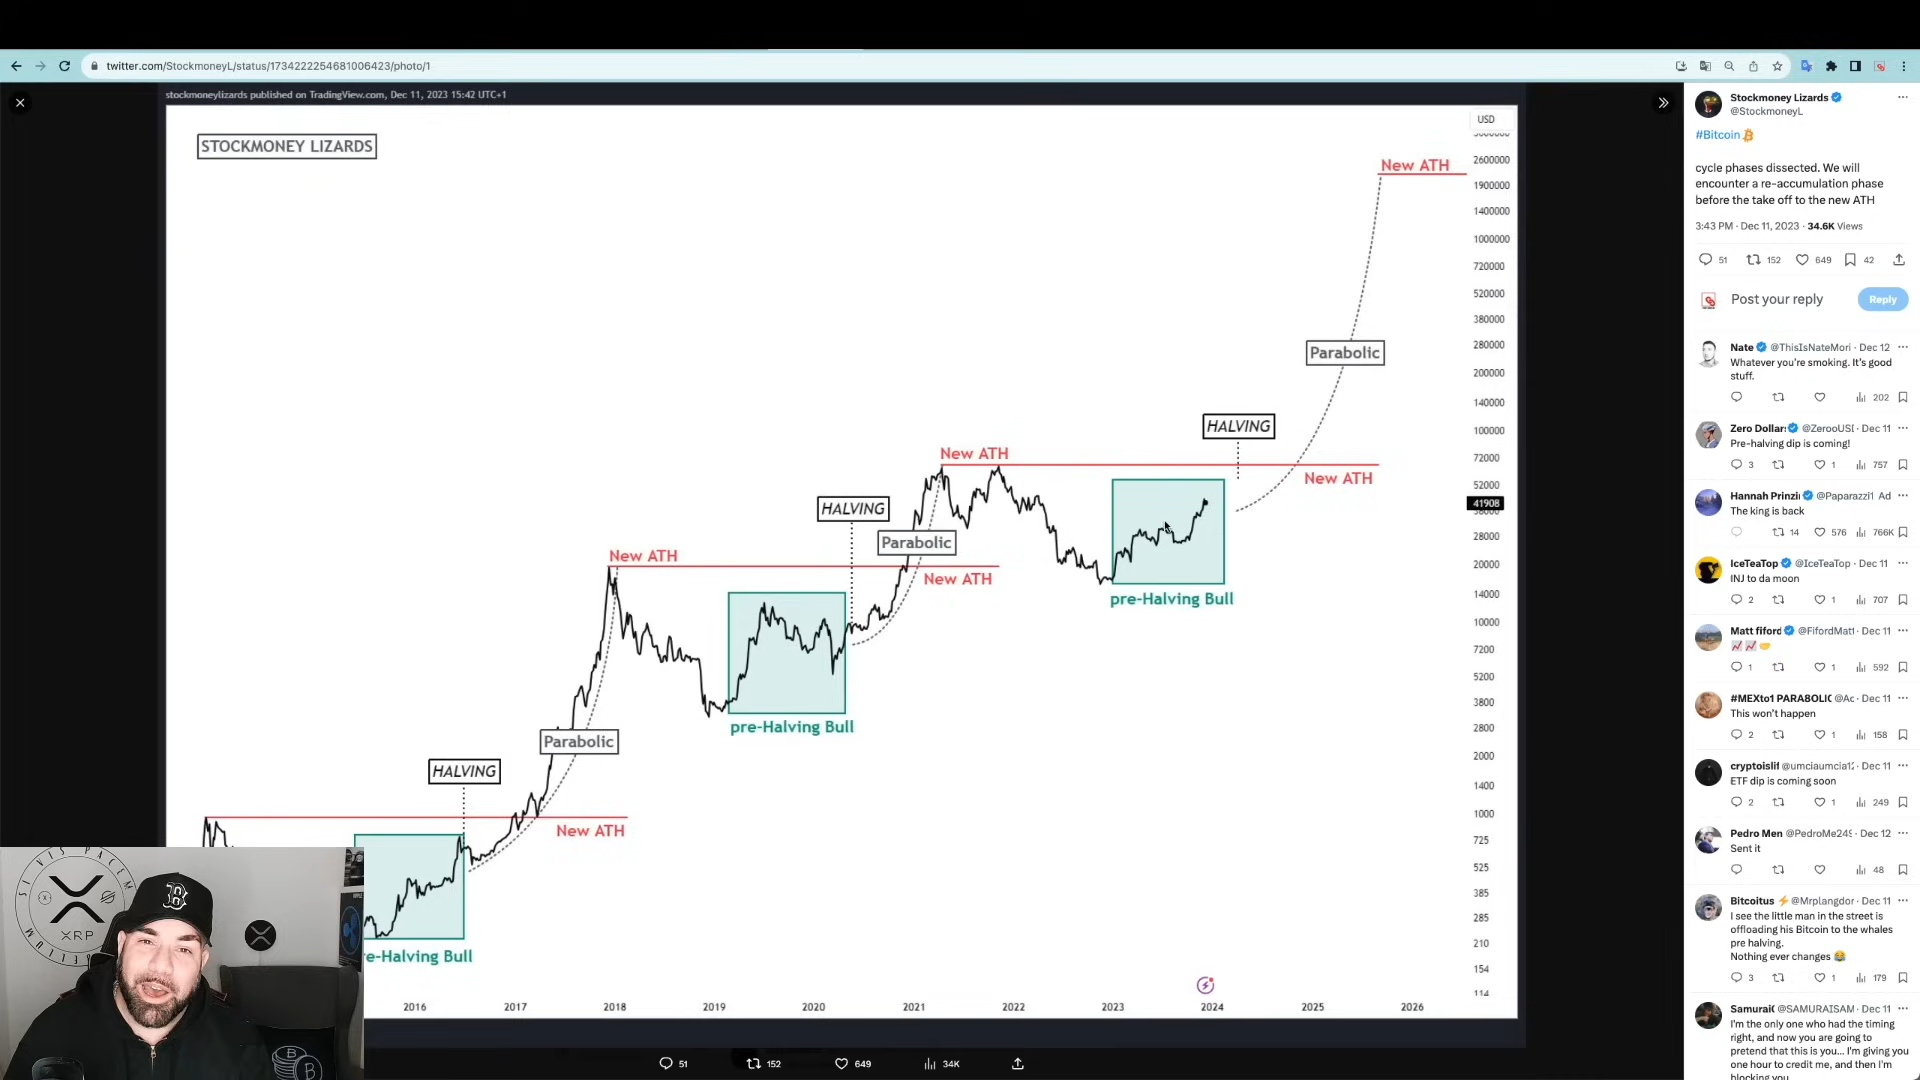 twitter.com/StockmoneyL/status/1734222254681006423/photo/1
stockmoneylizards published on TradingView.com, Dec 11, 2023 15:42 UTC+1
STOCKMONEY LIZARDS
USD
2600000
1900000
1400000
1000000
720000
520000
380000
280000
200000
140000
100000
72000
52000
41908
28000
20000
14000
10000
7200
5200
3800
2800
2000
1400
1000
725
525
385
285
210
154
114
New ATH
Parabolic
HALVING
New ATH
New ATH
pre-Halving Bull
HALVING
Parabolic
New ATH
New ATH
pre-Halving Bull
Parabolic
HALVING
New ATH
e-Halving Bull
2016
2017
2018
2019
2020
2021
2022
2023
2024
2025
2026
51
152
649
34K
SI VIS PACEM
XRP
B
Stockmoney Lizards
@StockmoneyL
#Bitcoin
cycle phases dissected. We will
encounter a re-accumulation phase
before the take off to the new ATH
3:43 PM · Dec 11, 2023 · 34.6K Views
51
152
649
42
Post your reply
Reply
Nate @ThisIsNateMori · Dec 12
Whatever you're smoking. It's good
stuff.
202
Zero Dollar @ZerooUSI · Dec 11
Pre-halving dip is coming!
3
1
757
Hannah Prinzi @Paparazzi1 Ad
The king is back
14
576
766K
IceTeaTop @IceTeaTop · Dec 11
INJ to da moon
2
1
707
Matt fiford @FifordMatt · Dec 11
1
1
592
#MEXto1 PARA8OLIC @Ac · Dec 11
This won't happen
2
1
158
cryptoislif @umciaumcia12 · Dec 11
ETF dip is coming soon
2
1
249
Pedro Men @PedroMe249 · Dec 12
Sent it
48
Bitcoitus ⚡ @Mrplangdor · Dec 11
I see the little man in the street is
offloading his Bitcoin to the whales
pre halving.
Nothing ever changes 😂
3
1
179
SamuraiC @SAMURAISAM · Dec 11
I'm the only one who had the timing
right, and now you are going to
pretend that this is you... I'm giving you
one hour to credit me, and then I'm
blocking you